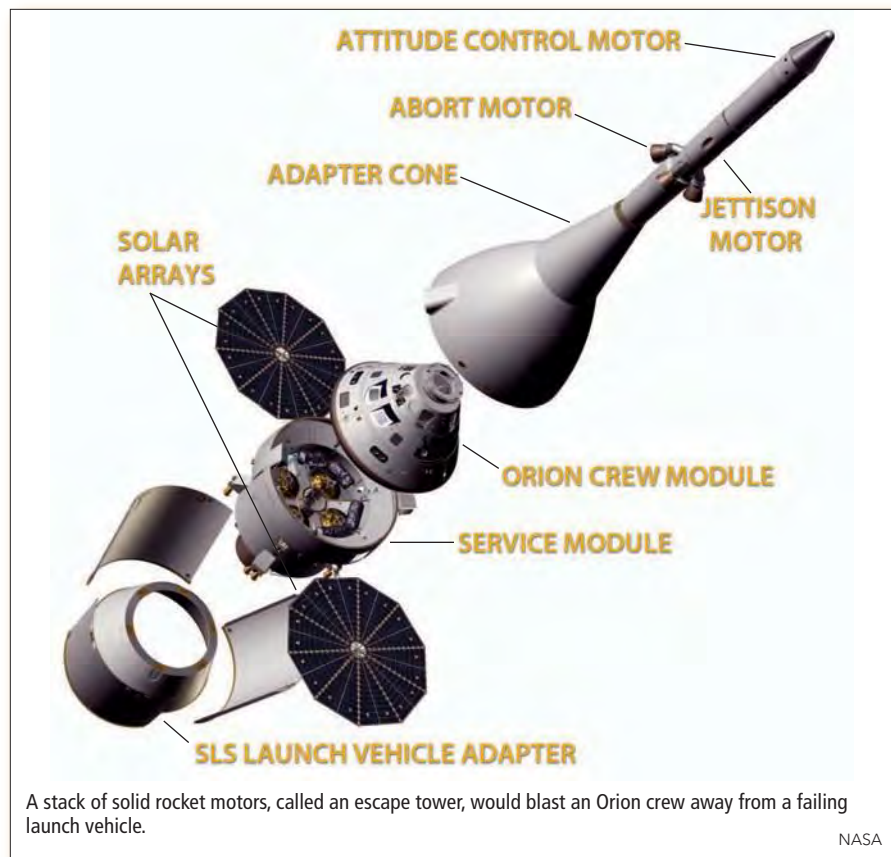 ATTITUDE CONTROL MOTOR
ABORT MOTOR
ADAPTER CONE
JETTISON
MOTOR
SOLAR
ARRAYS
ORION CREW MODULE
SERVICE MODULE
SLS LAUNCH VEHICLE ADAPTER
A stack of solid rocket motors, called an escape tower, would blast an Orion crew away from a failing
launch vehicle.
NASA